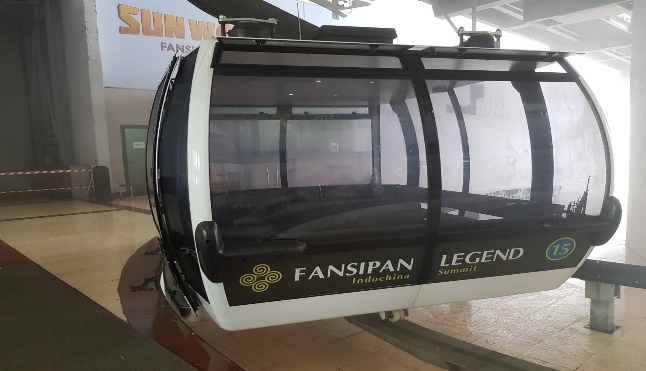 SUN W
FANSI
FANSIPAN LEGEND
Indochina Summit
15